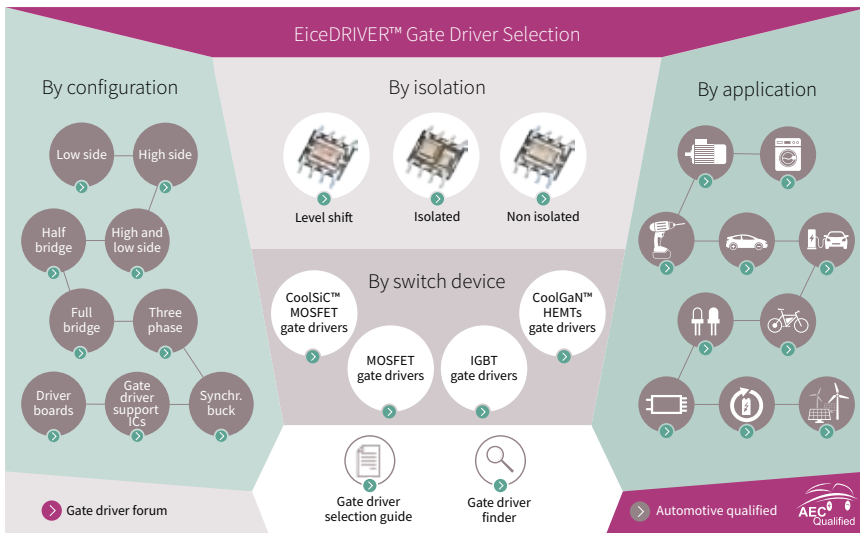 EiceDRIVER™ Gate Driver Selection
By configuration
Low side
High side
Half
bridge
High and
low side
Full
bridge
Three
phase
Driver
boards
Gate
driver
support
ICs
Synchr.
buck
By isolation
Level shift
Isolated
Non isolated
By switch device
CoolSiC™
MOSFET
gate drivers
MOSFET
gate drivers
IGBT
gate drivers
CoolGaN™
HEMTs
gate drivers
By application
Gate driver forum
Gate driver
selection guide
Gate driver
finder
Automotive qualified
AEC
Qualified